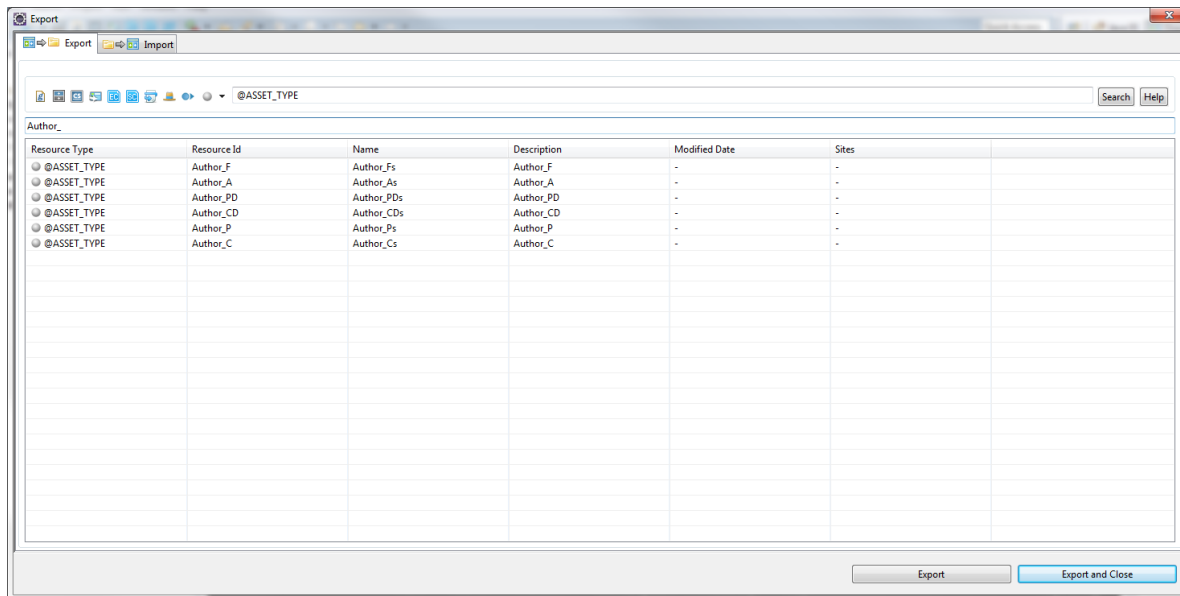 Export
Export Import
@ASSET_TYPE Search Help
Author_
Resource Type Resource Id Name Description Modified Date Sites
@ASSET_TYPE Author_F Author_Fs Author_F - -
@ASSET_TYPE Author_A Author_As Author_A - -
@ASSET_TYPE Author_PD Author_PDs Author_PD - -
@ASSET_TYPE Author_CD Author_CDs Author_CD - -
@ASSET_TYPE Author_P Author_Ps Author_P - -
@ASSET_TYPE Author_C Author_Cs Author_C - -
Export Export and Close